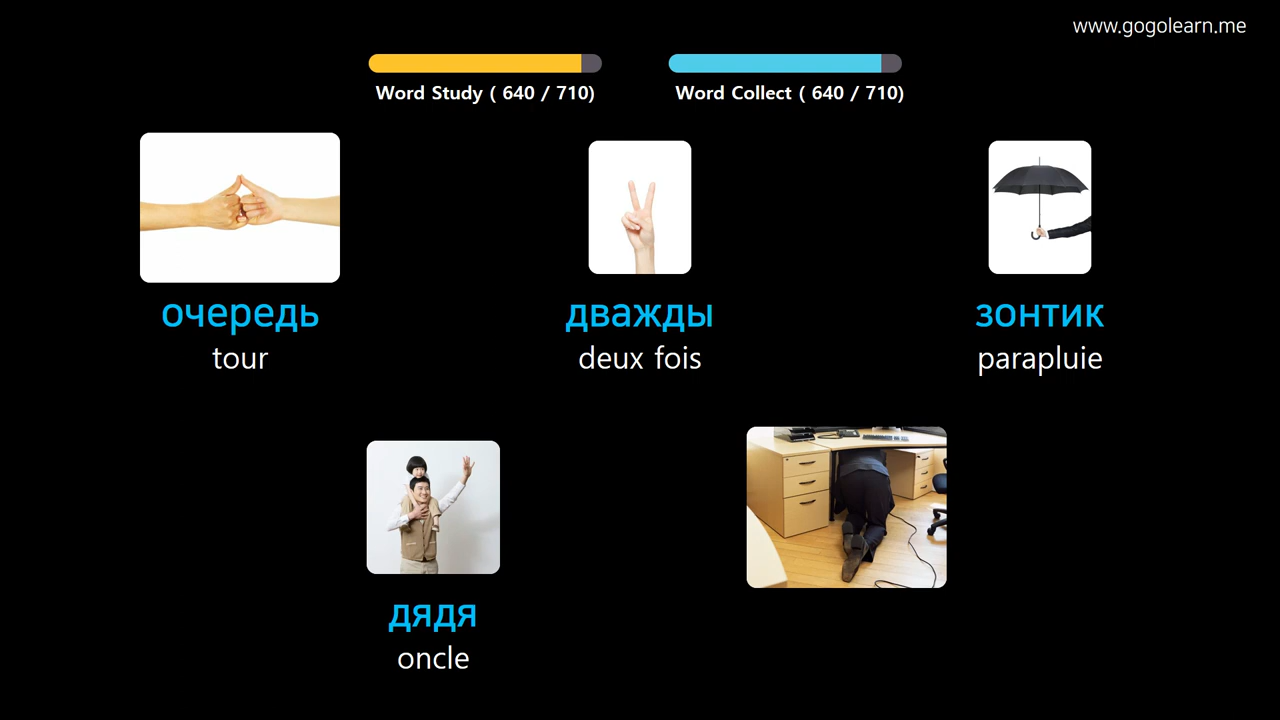 www.gogolearn.me
Word Study ( 640 / 710)
Word Collect ( 640 / 710)
очередь
tour
дважды
deux fois
зонтик
parapluie
дядя
oncle